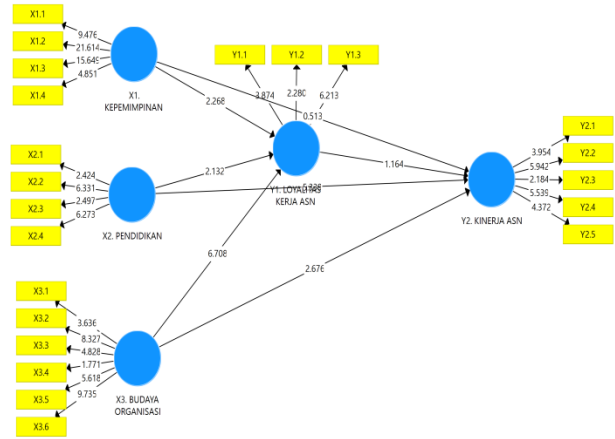 X1.1
X1.2
X1.3
X1.4
9.476
21.614
15.649
4.851
X1.
KEPEMIMPINAN
Y1.1
Y1.2
Y1.3
3.874
2.280
6.213
2.268
0.513
X2.1
X2.2
X2.3
X2.4
2.424
6.331
2.497
6.273
X2. PENDIDIKAN
2.132
Y1. LOYALITAS
KERJA ASN
1.164
Y2.1
Y2.2
Y2.3
Y2.4
Y2.5
3.954
5.942
2.184
5.539
4.372
Y2. KINERJA ASN
6.708
2.676
X3.1
X3.2
X3.3
X3.4
X3.5
X3.6
3.636
8.327
4.828
1.771
5.618
9.735
X3. BUDAYA
ORGANISASI